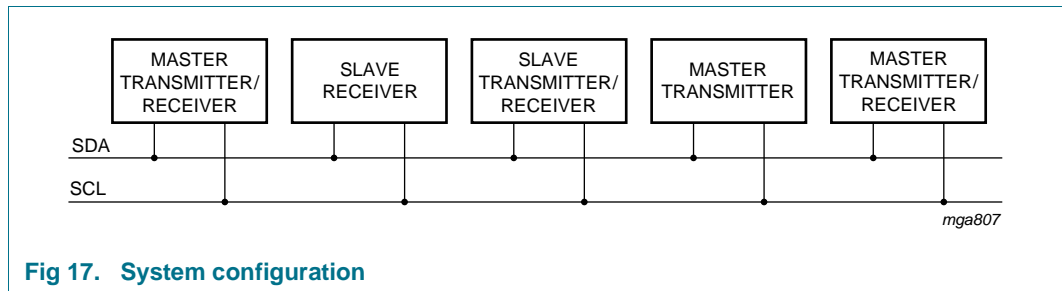 MASTER
TRANSMITTER/
RECEIVER
SLAVE
RECEIVER
SLAVE
TRANSMITTER/
RECEIVER
MASTER
TRANSMITTER
MASTER
TRANSMITTER/
RECEIVER
SDA
SCL
mga807
Fig 17. System configuration